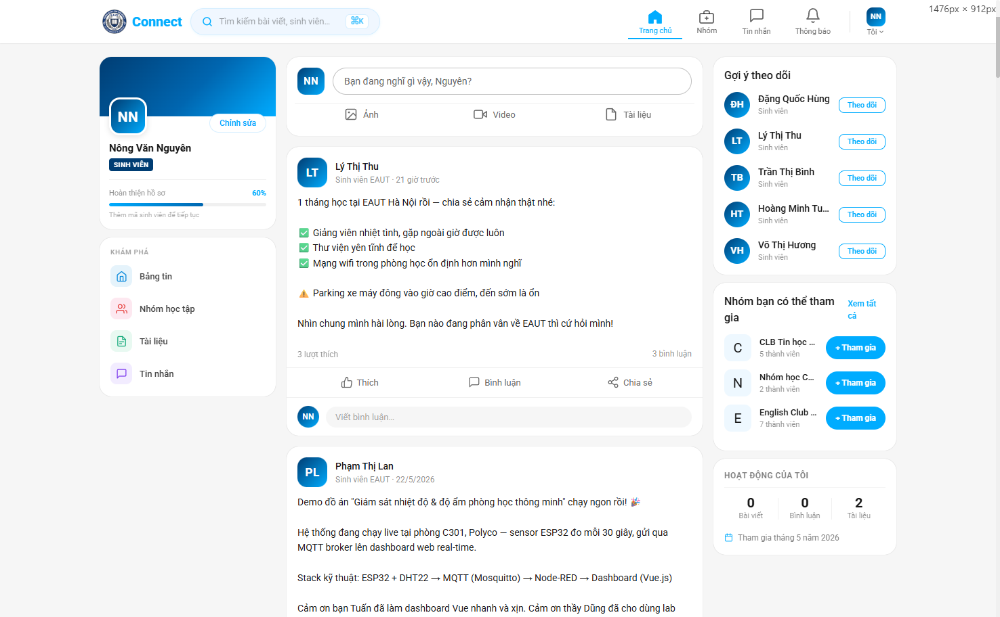 Connect
Tìm kiếm bài viết, sinh viên...
⌘K
Trang chủ
Nhóm
Tin nhắn
Thông báo
NN
Tôi
1476px × 912px
NN
Chỉnh sửa
Nông Văn Nguyên
SINH VIÊN
Hoàn thiện hồ sơ
60%
Thêm mã sinh viên để tiếp tục
KHÁM PHÁ
Bảng tin
Nhóm học tập
Tài liệu
Tin nhắn
NN
Bạn đang nghĩ gì vậy, Nguyên?
Ảnh
Video
Tài liệu
LT
Lý Thị Thu
Sinh viên EAUT · 21 giờ trước
1 tháng học tại EAUT Hà Nội rồi — chia sẻ cảm nhận thật nhé:
✅ Giảng viên nhiệt tình, gặp ngoài giờ được luôn
✅ Thư viện yên tĩnh để học
✅ Mạng wifi trong phòng học ổn định hơn mình nghĩ
⚠️ Parking xe máy đông vào giờ cao điểm, đến sớm là ổn
Nhìn chung mình hài lòng. Bạn nào đang phân vân về EAUT thì cứ hỏi mình!
3 lượt thích
3 bình luận
Thích
Bình luận
Chia sẻ
NN
Viết bình luận...
PL
Phạm Thị Lan
Sinh viên EAUT · 22/5/2026
Demo đồ án "Giám sát nhiệt độ & độ ẩm phòng học thông minh" chạy ngon rồi! 🎉
Hệ thống đang chạy live tại phòng C301, Polyco — sensor ESP32 đo mỗi 30 giây, gửi qua
MQTT broker lên dashboard web real-time.
Stack kỹ thuật: ESP32 + DHT22 → MQTT (Mosquitto) → Node-RED → Dashboard (Vue.js)
Cảm ơn bạn Tuấn đã làm dashboard Vue nhanh và xịn. Cảm ơn thầy Dũng đã cho dùng lab
Gợi ý theo dõi
ĐH
Đặng Quốc Hùng
Sinh viên
Theo dõi
LT
Lý Thị Thu
Sinh viên
Theo dõi
TB
Trần Thị Bình
Sinh viên
Theo dõi
HT
Hoàng Minh Tu...
Sinh viên
Theo dõi
VH
Võ Thị Hương
Sinh viên
Theo dõi
Nhóm bạn có thể tham
gia
Xem tất
cả
C
CLB Tin học ...
5 thành viên
+ Tham gia
N
Nhóm học C...
2 thành viên
+ Tham gia
E
English Club ...
7 thành viên
+ Tham gia
HOẠT ĐỘNG CỦA TÔI
0
Bài viết
0
Bình luận
2
Tài liệu
Tham gia tháng 5 năm 2026